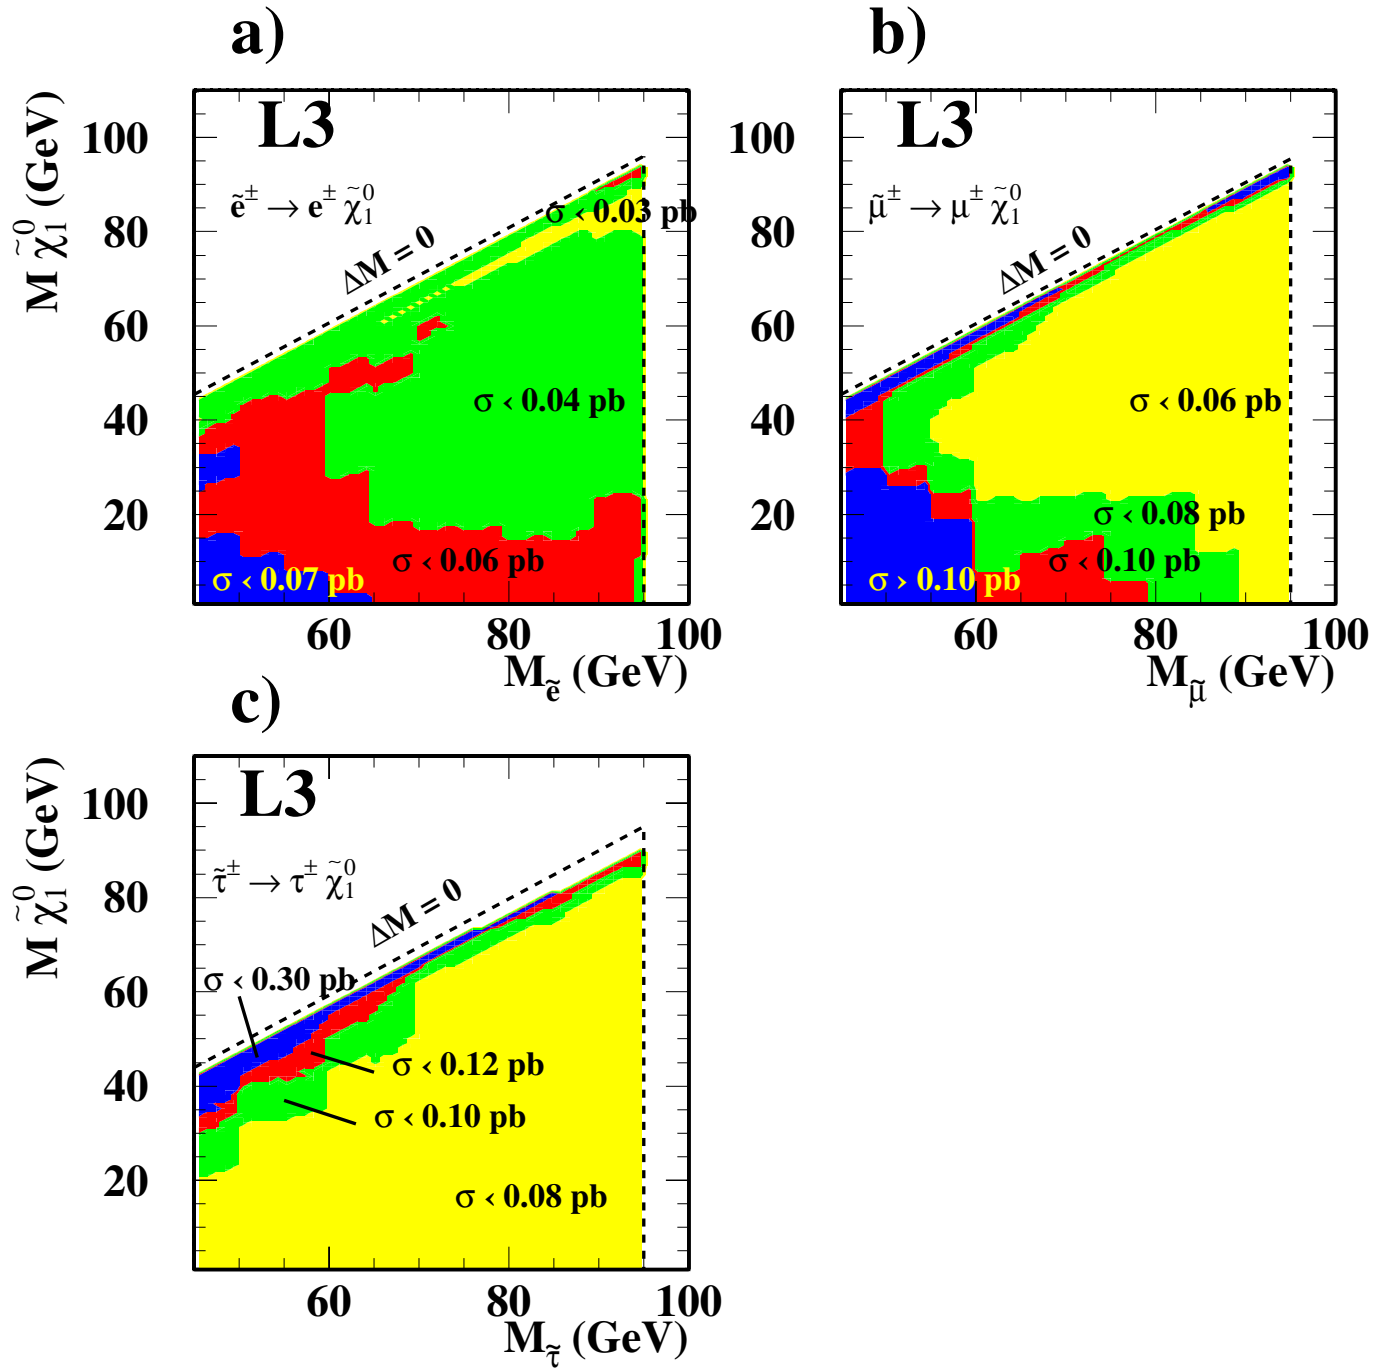 a)
L3
ẽ± → e± χ̃⁰₁
ΔM = 0
σ < 0.03 pb
σ < 0.04 pb
σ < 0.06 pb
σ < 0.07 pb
100
80
60
40
20
60 80 100
M χ̃⁰₁ (GeV)
M ẽ (GeV)
b)
L3
μ̃± → μ± χ̃⁰₁
ΔM = 0
σ < 0.06 pb
σ < 0.08 pb
σ < 0.10 pb
σ > 0.10 pb
100
80
60
40
20
60 80 100
M μ̃ (GeV)
c)
L3
τ̃± → τ± χ̃⁰₁
ΔM = 0
σ < 0.30 pb
σ < 0.12 pb
σ < 0.10 pb
σ < 0.08 pb
100
80
60
40
20
60 80 100
M χ̃⁰₁ (GeV)
M τ̃ (GeV)